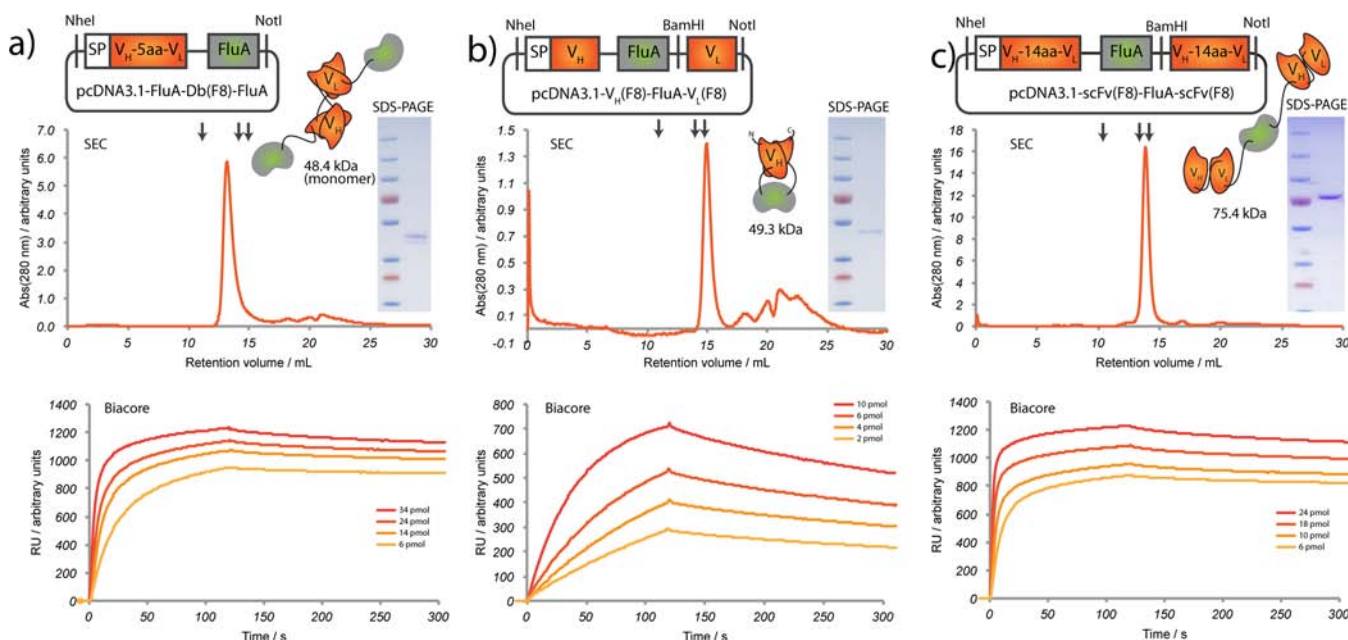 a)
NheI
NotI
SP
VH-5aa-VL
FluA
pcDNA3.1-FluA-Db(F8)-FluA
VL
VH
48.4 kDa
(monomer)
SDS-PAGE
SEC
Abs(280 nm) / arbitrary units
7.0
6.0
5.0
4.0
3.0
2.0
1.0
0.0
0 5 10 15 20 25 30
Retention volume / mL
Biacore
RU / arbitrary units
1400
1200
1000
800
600
400
200
0
34 pmol
24 pmol
14 pmol
6 pmol
0 50 100 150 200 250 300
Time / s
b)
NheI
BamHI
NotI
SP
VH
FluA
VL
pcDNA3.1-VH(F8)-FluA-VL(F8)
N
C
VH
49.3 kDa
SDS-PAGE
SEC
Abs(280 nm) / arbitrary units
1.5
1.3
1.1
0.9
0.7
0.5
0.3
0.1
-0.1
0 5 10 15 20 25 30
Retention volume / mL
Biacore
RU / arbitrary units
800
700
600
500
400
300
200
100
0
10 pmol
6 pmol
4 pmol
2 pmol
0 50 100 150 200 250 300
Time / s
c)
NheI
BamHI
NotI
SP
VH-14aa-VL
FluA
VH-14aa-VL
pcDNA3.1-scFv(F8)-FluA-scFv(F8)
VH
VL
VH
VL
75.4 kDa
SDS-PAGE
SEC
Abs(280 nm) / arbitrary units
18
16
14
12
10
8
6
4
2
0
0 5 10 15 20 25 30
Retention volume / mL
Biacore
RU / arbitrary units
1400
1200
1000
800
600
400
200
0
24 pmol
18 pmol
10 pmol
6 pmol
0 50 100 150 200 250 300
Time / s